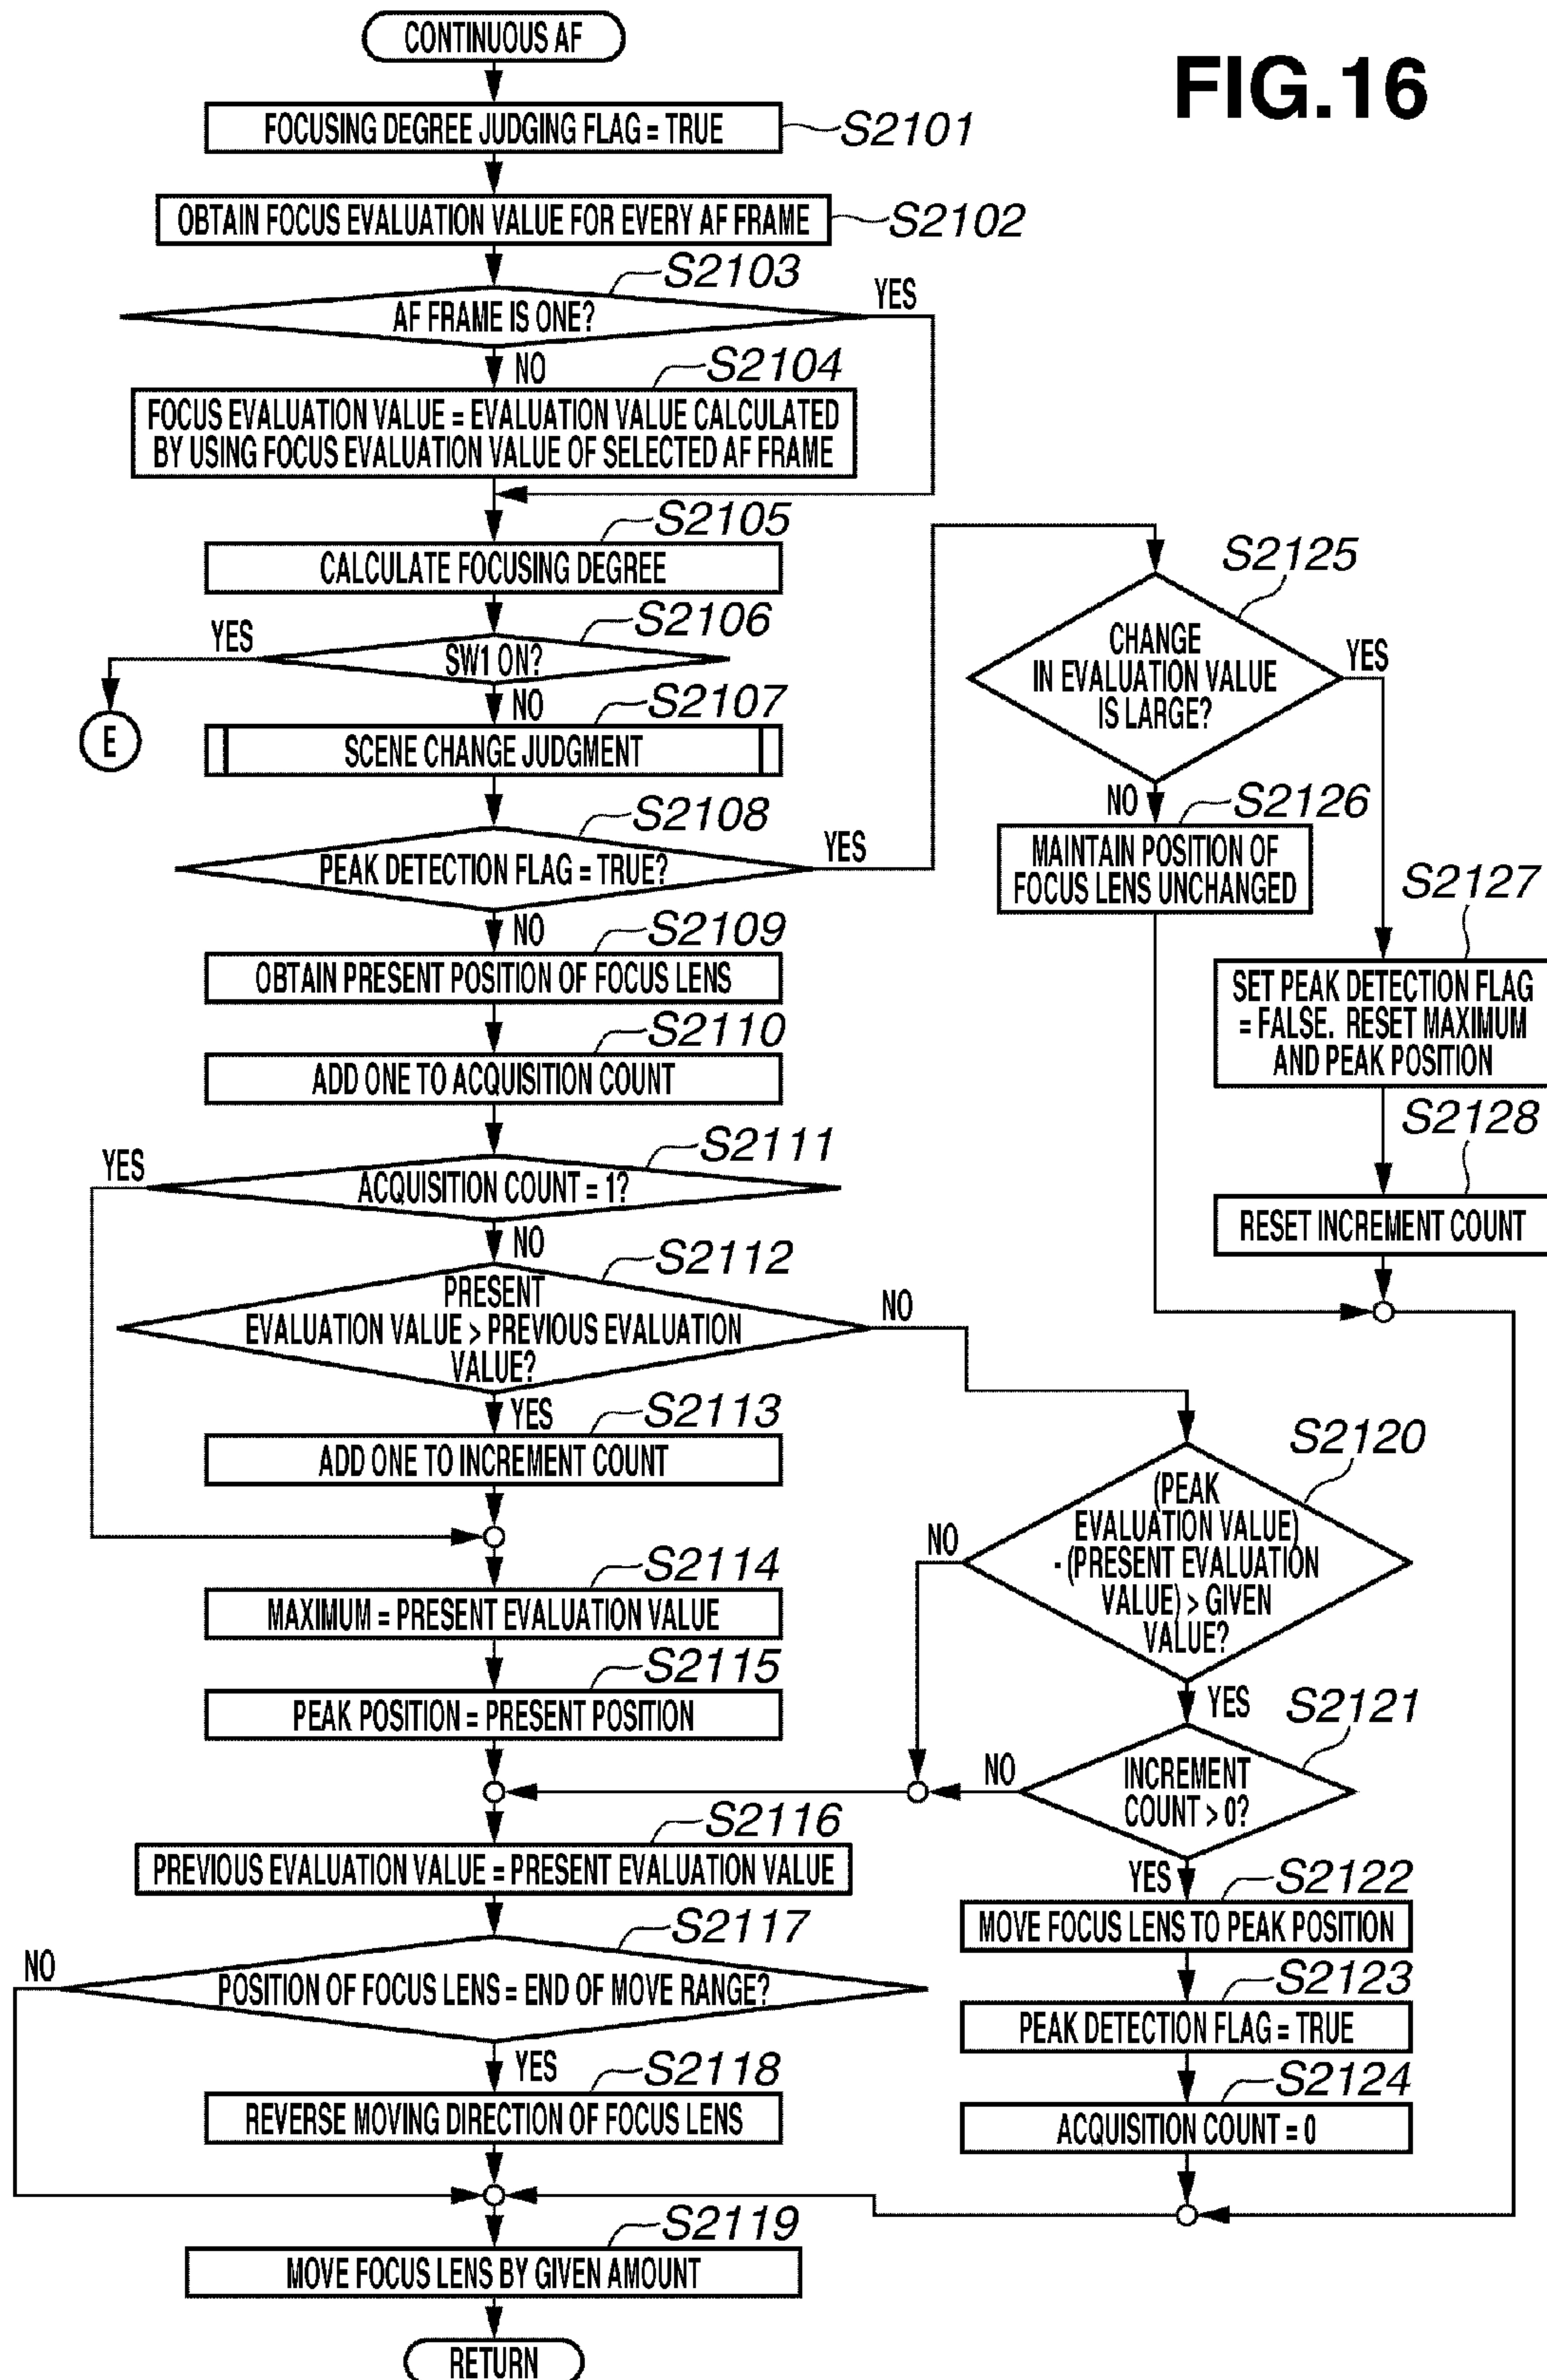 FIG.16
CONTINUOUS AF
FOCUSING DEGREE JUDGING FLAG = TRUE
S2101
OBTAIN FOCUS EVALUATION VALUE FOR EVERY AF FRAME
S2102
S2103
AF FRAME IS ONE?
YES
NO
S2104
FOCUS EVALUATION VALUE = EVALUATION VALUE CALCULATED
BY USING FOCUS EVALUATION VALUE OF SELECTED AF FRAME
S2105
CALCULATE FOCUSING DEGREE
S2106
YES
SW1 ON?
E
NO
S2107
SCENE CHANGE JUDGMENT
S2108
PEAK DETECTION FLAG = TRUE?
YES
NO
S2109
OBTAIN PRESENT POSITION OF FOCUS LENS
S2110
ADD ONE TO ACQUISITION COUNT
S2111
YES
ACQUISITION COUNT = 1?
NO
S2112
PRESENT
EVALUATION VALUE > PREVIOUS EVALUATION
VALUE?
NO
YES
S2113
ADD ONE TO INCREMENT COUNT
S2114
MAXIMUM = PRESENT EVALUATION VALUE
S2115
PEAK POSITION = PRESENT POSITION
S2116
PREVIOUS EVALUATION VALUE = PRESENT EVALUATION VALUE
S2117
NO
POSITION OF FOCUS LENS = END OF MOVE RANGE?
YES
S2118
REVERSE MOVING DIRECTION OF FOCUS LENS
S2119
MOVE FOCUS LENS BY GIVEN AMOUNT
RETURN
S2125
CHANGE
IN EVALUATION VALUE
IS LARGE?
YES
NO
S2126
MAINTAIN POSITION OF
FOCUS LENS UNCHANGED
S2127
SET PEAK DETECTION FLAG
= FALSE. RESET MAXIMUM
AND PEAK POSITION
S2128
RESET INCREMENT COUNT
S2120
(PEAK
EVALUATION VALUE)
- (PRESENT EVALUATION
VALUE) > GIVEN
VALUE?
NO
YES
S2121
INCREMENT
COUNT > 0?
NO
YES
S2122
MOVE FOCUS LENS TO PEAK POSITION
S2123
PEAK DETECTION FLAG = TRUE
S2124
ACQUISITION COUNT = 0